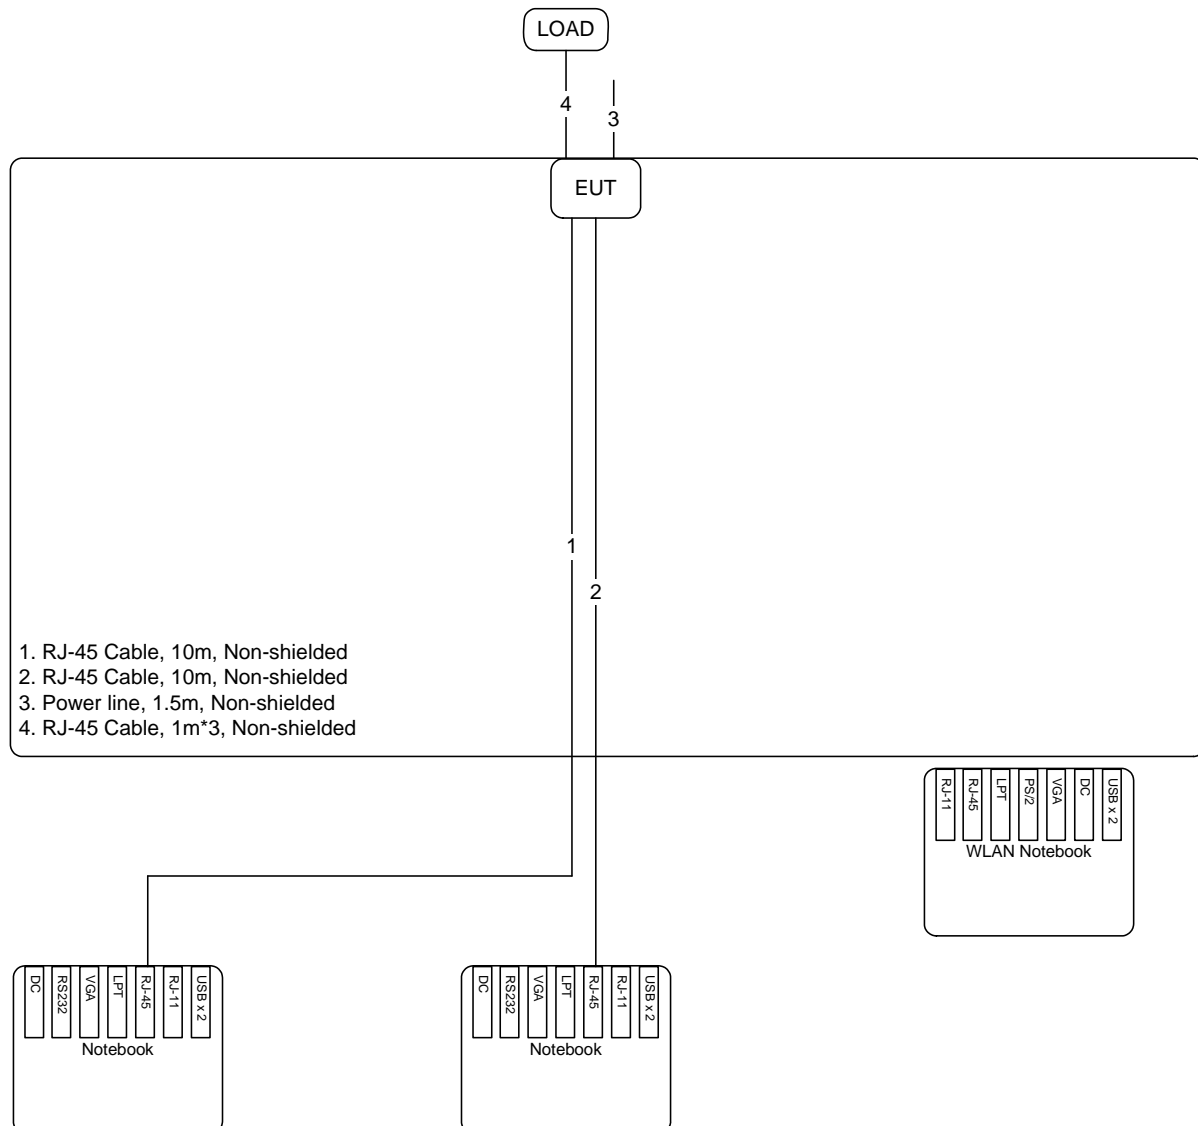 LOAD
4
3
EUT
1
2
1. RJ-45 Cable, 10m, Non-shielded
2. RJ-45 Cable, 10m, Non-shielded
3. Power line, 1.5m, Non-shielded
4. RJ-45 Cable, 1m*3, Non-shielded
RJ-11
RJ-45
LPT
PS/2
VGA
DC
USB x 2
WLAN Notebook
DC
RS232
VGA
LPT
RJ-45
RJ-11
USB x 2
Notebook
DC
RS232
VGA
LPT
RJ-45
RJ-11
USB x 2
Notebook